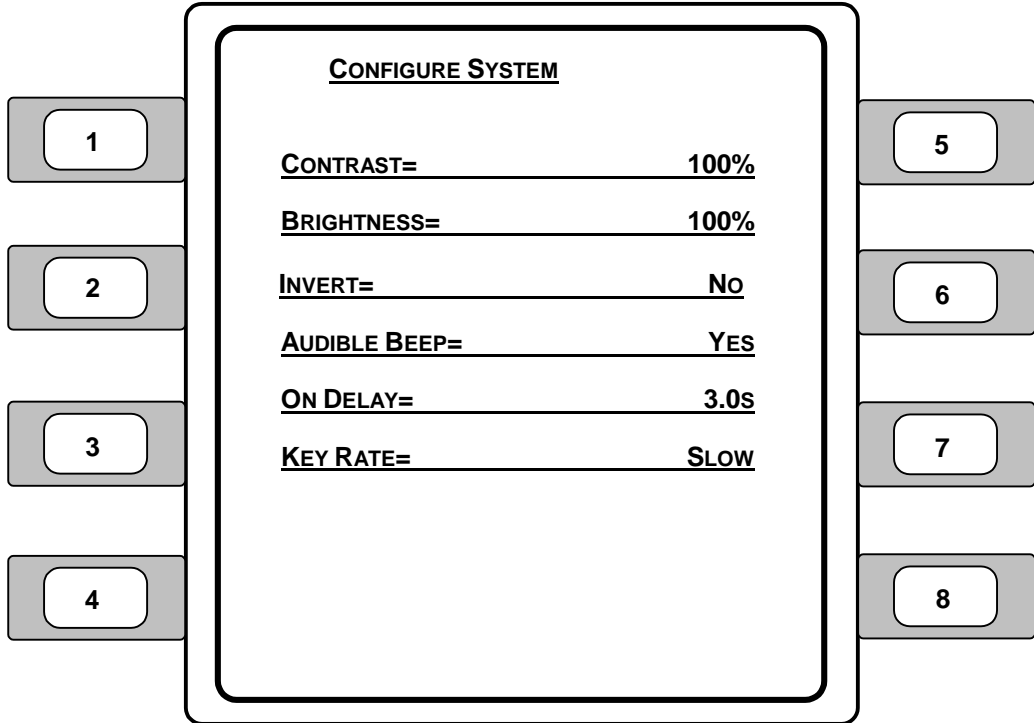 CONFIGURE SYSTEM
1
5
CONTRAST= 100%
BRIGHTNESS= 100%
2
6
INVERT= NO
AUDIBLE BEEP= YES
ON DELAY= 3.0S
3
7
KEY RATE= SLOW
4
8